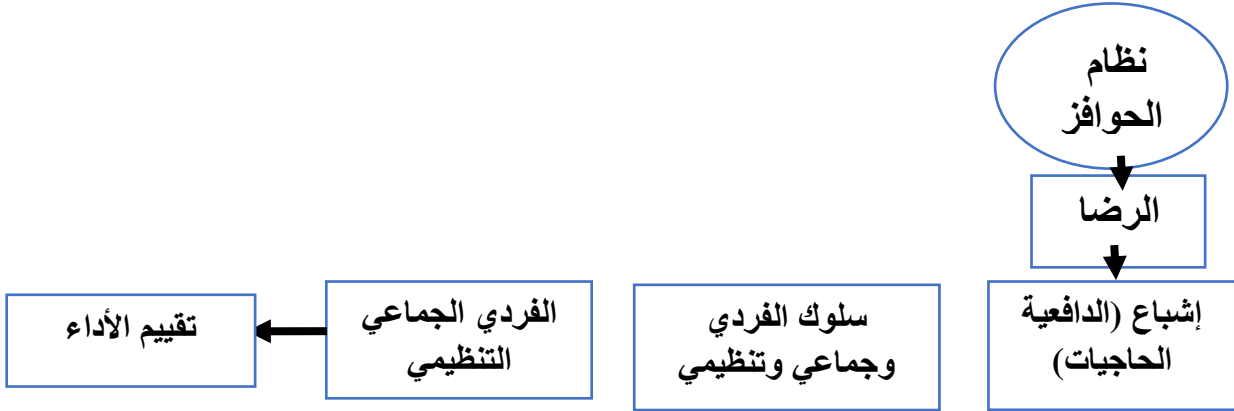 نظام
الحوافز
الرضا
إشباع (الدافعية
الحاجيات)
سلوك الفردي
وجماعي وتنظيمي
الفردي الجماعي
التنظيمي
تقييم الأداء